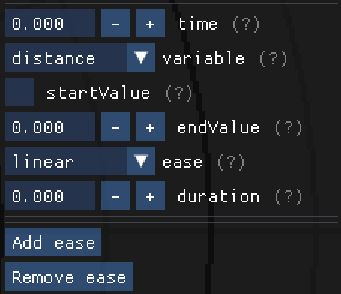 0.000 - + time (?)
distance ▼ variable (?)
startValue (?)
0.000 - + endValue (?)
linear ▼ ease (?)
0.000 - + duration (?)
Add ease
Remove ease